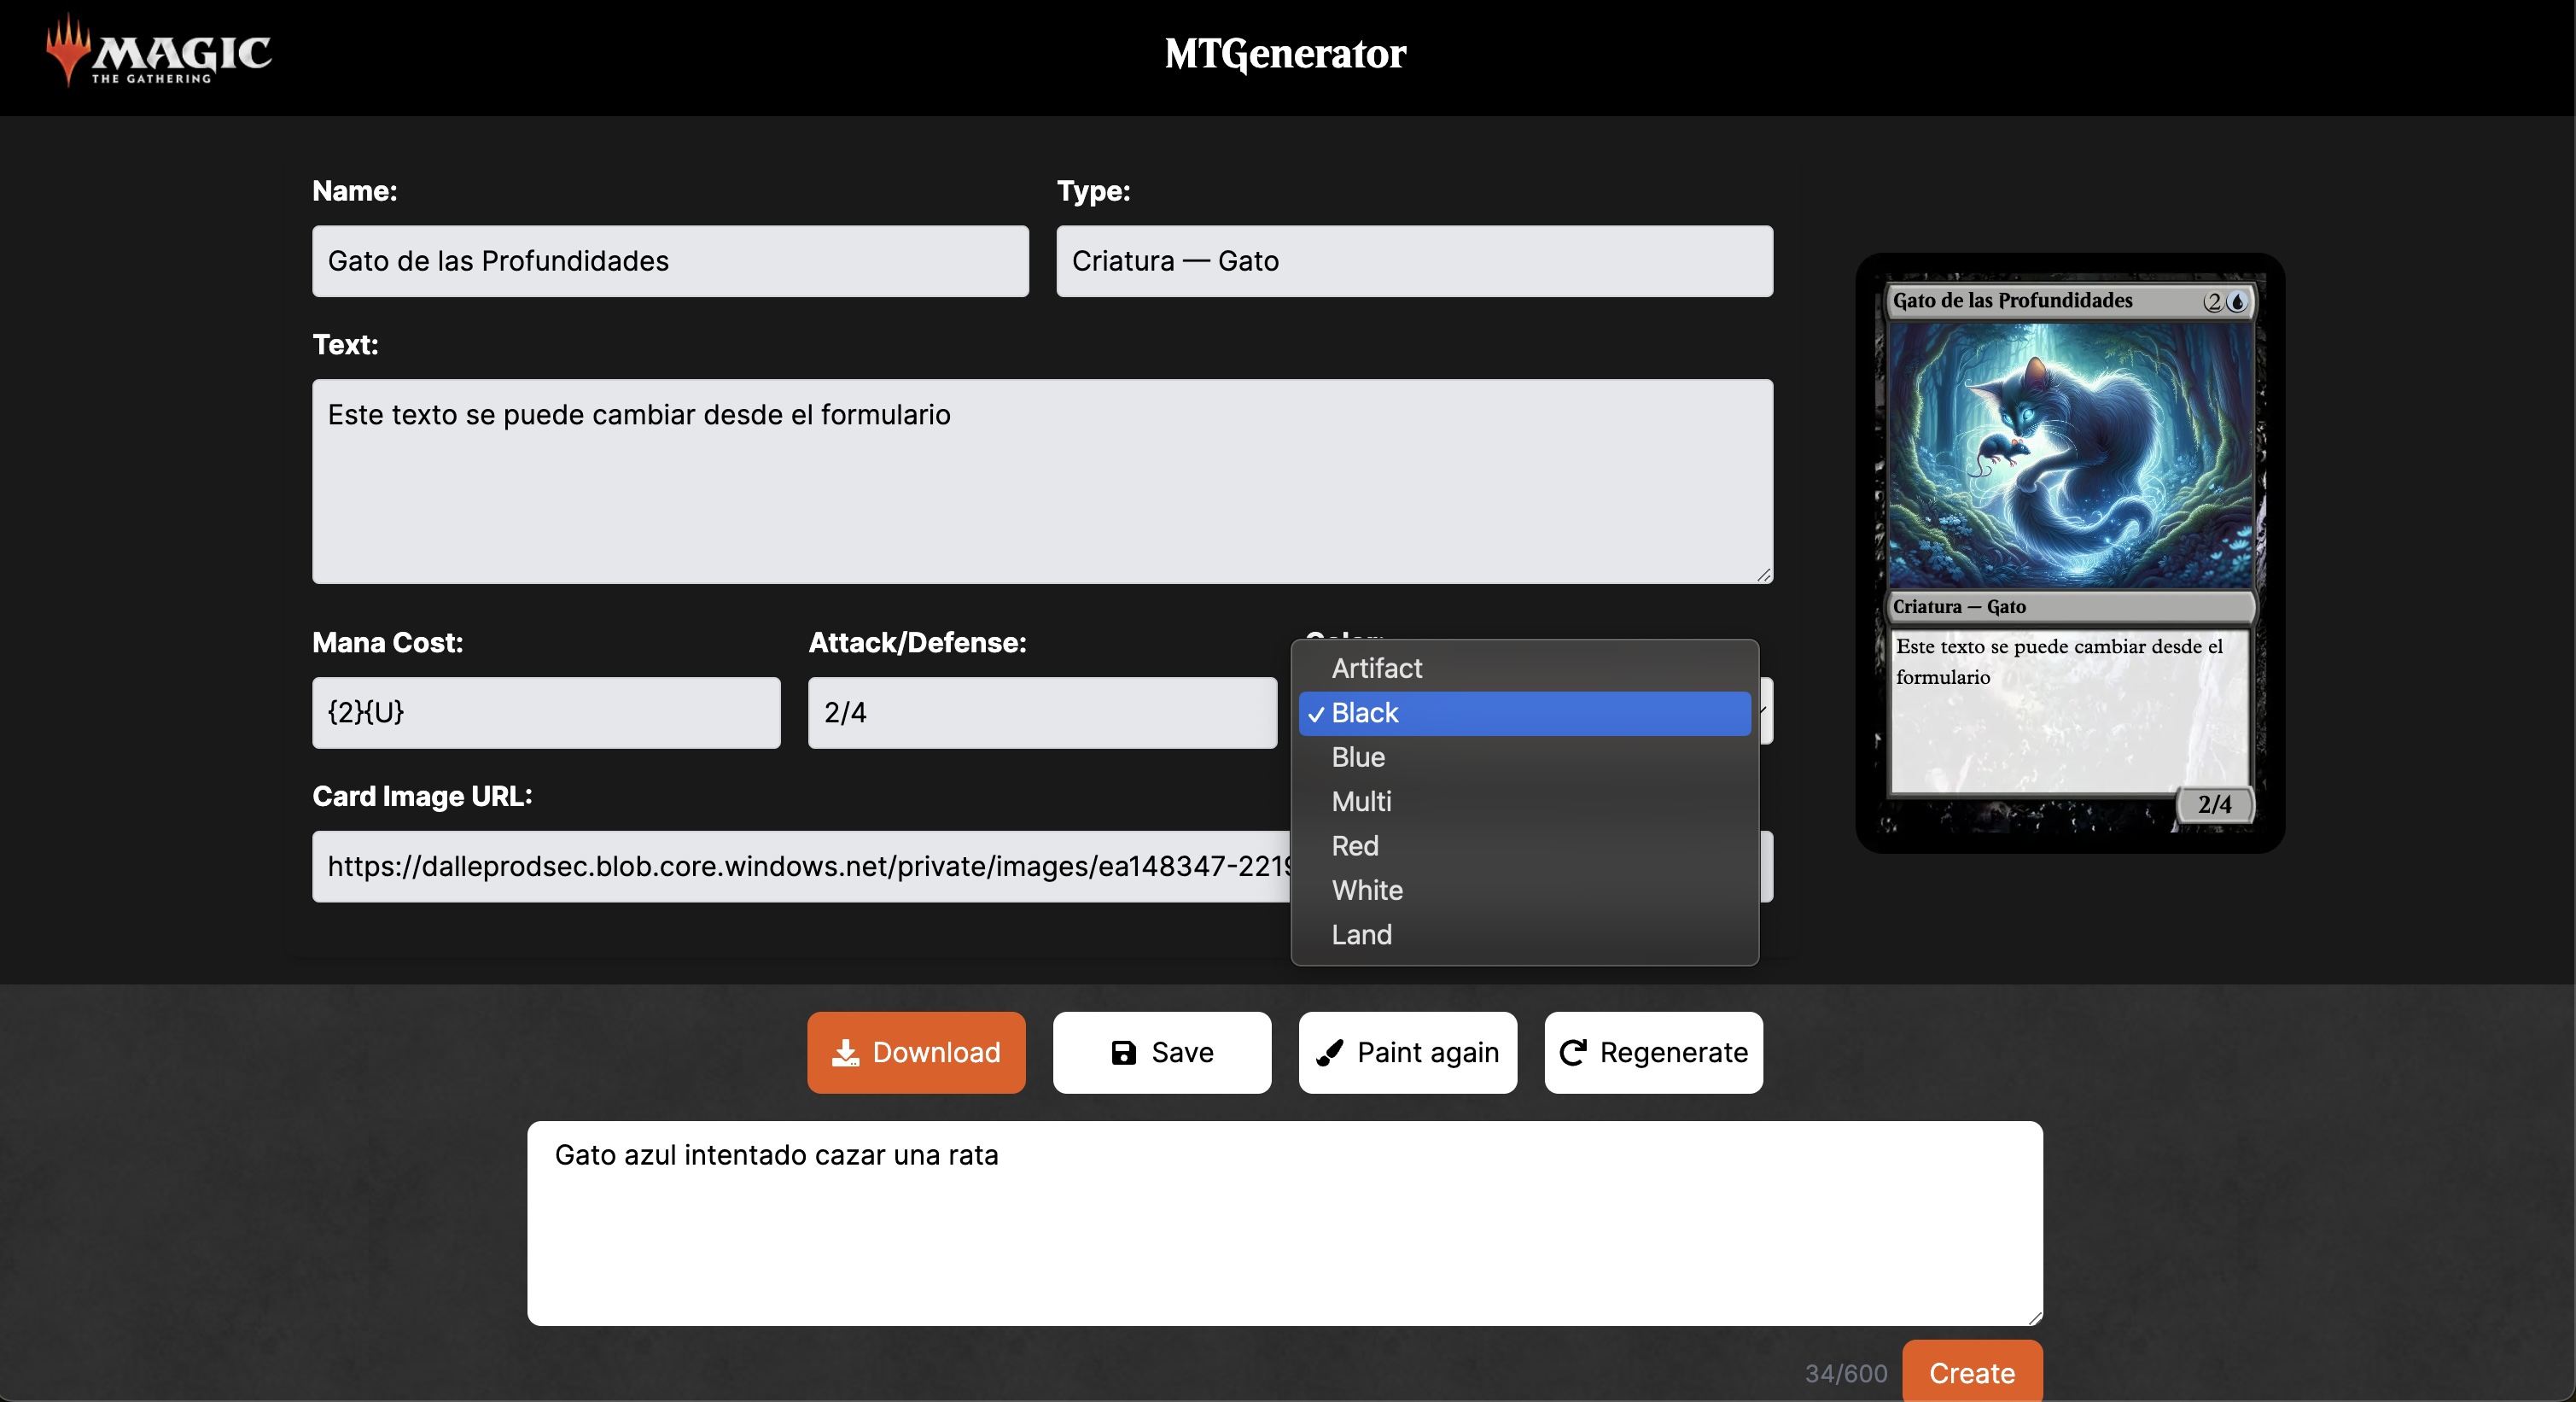 MAGIC
THE GATHERING
MTGenerator
Name:
Type:
Gato de las Profundidades
Criatura — Gato
Text:
Este texto se puede cambiar desde el formulario
Mana Cost:
Attack/Defense:
{2}{U}
2/4
Artifact
✓ Black
Blue
Multi
Red
White
Land
Card Image URL:
https://dalleprodsec.blob.core.windows.net/private/images/ea148347-221
Gato de las Profundidades 2
Criatura — Gato
Este texto se puede cambiar desde el
formulario
2/4
Download
Save
Paint again
Regenerate
Gato azul intentado cazar una rata
34/600
Create